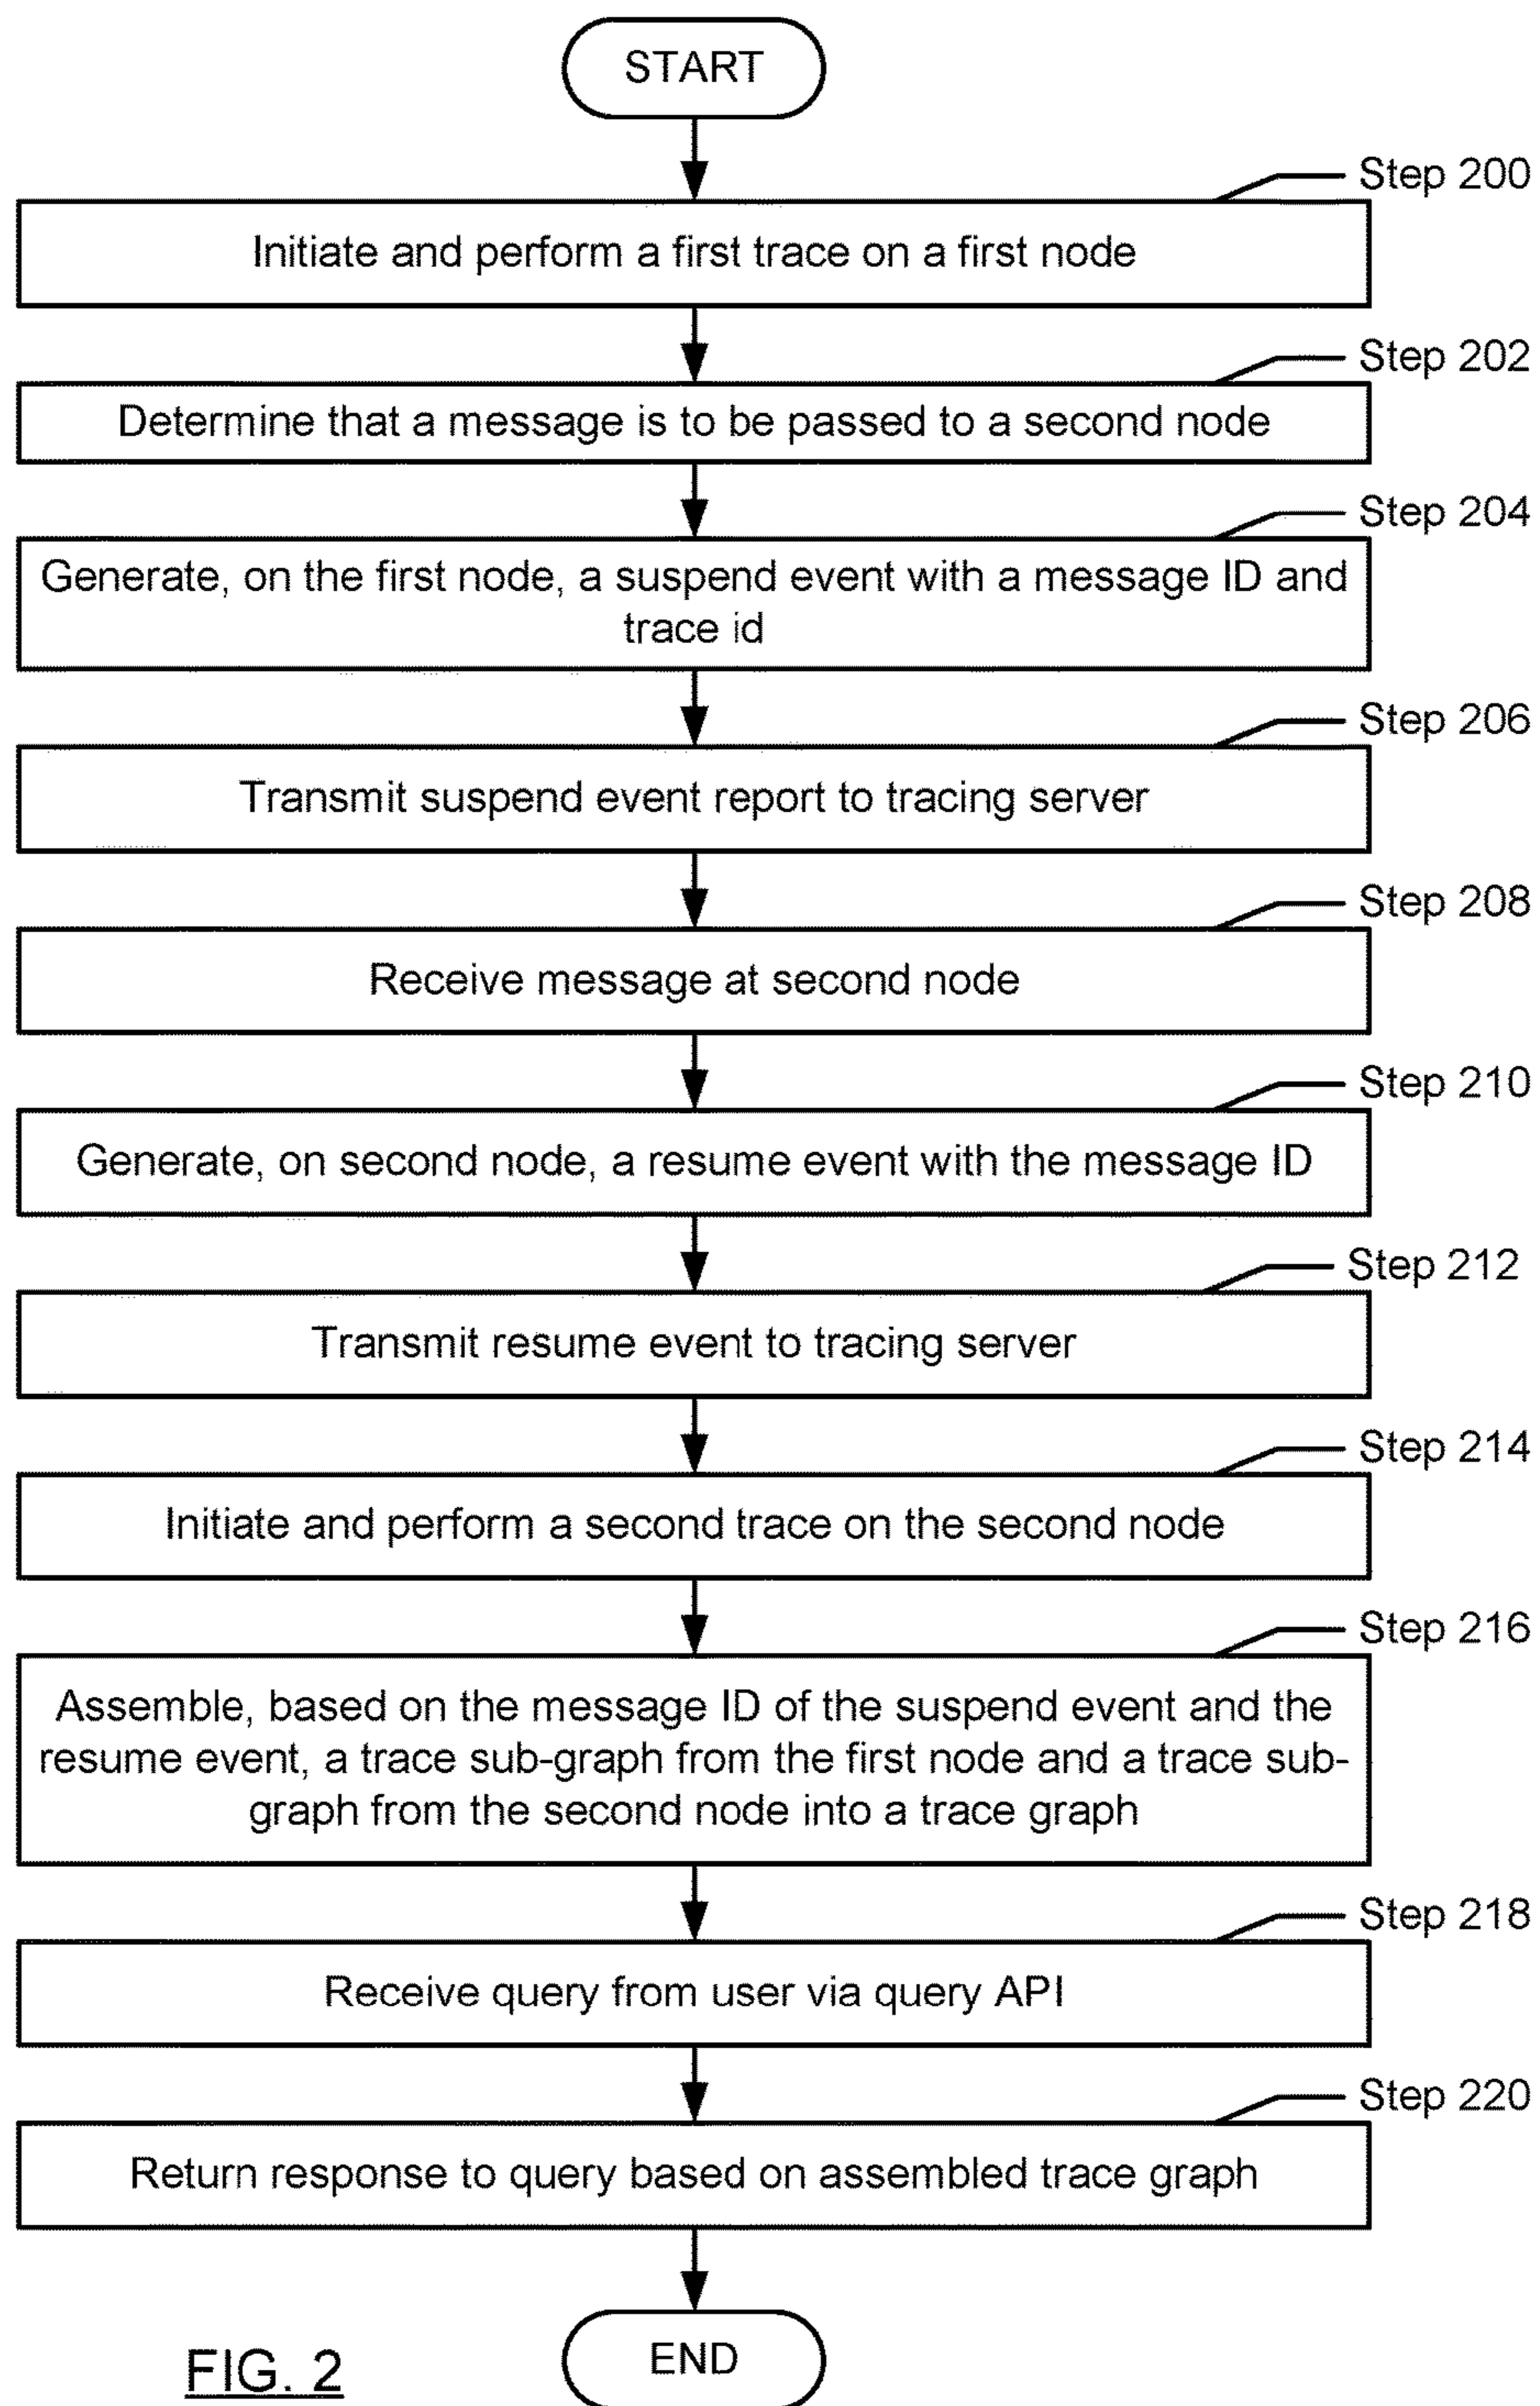 START
Step 200
Initiate and perform a first trace on a first node
Step 202
Determine that a message is to be passed to a second node
Step 204
Generate, on the first node, a suspend event with a message ID and
trace id
Step 206
Transmit suspend event report to tracing server
Step 208
Receive message at second node
Step 210
Generate, on second node, a resume event with the message ID
Step 212
Transmit resume event to tracing server
Step 214
Initiate and perform a second trace on the second node
Step 216
Assemble, based on the message ID of the suspend event and the
resume event, a trace sub-graph from the first node and a trace sub-
graph from the second node into a trace graph
Step 218
Receive query from user via query API
Step 220
Return response to query based on assembled trace graph
END
FIG. 2